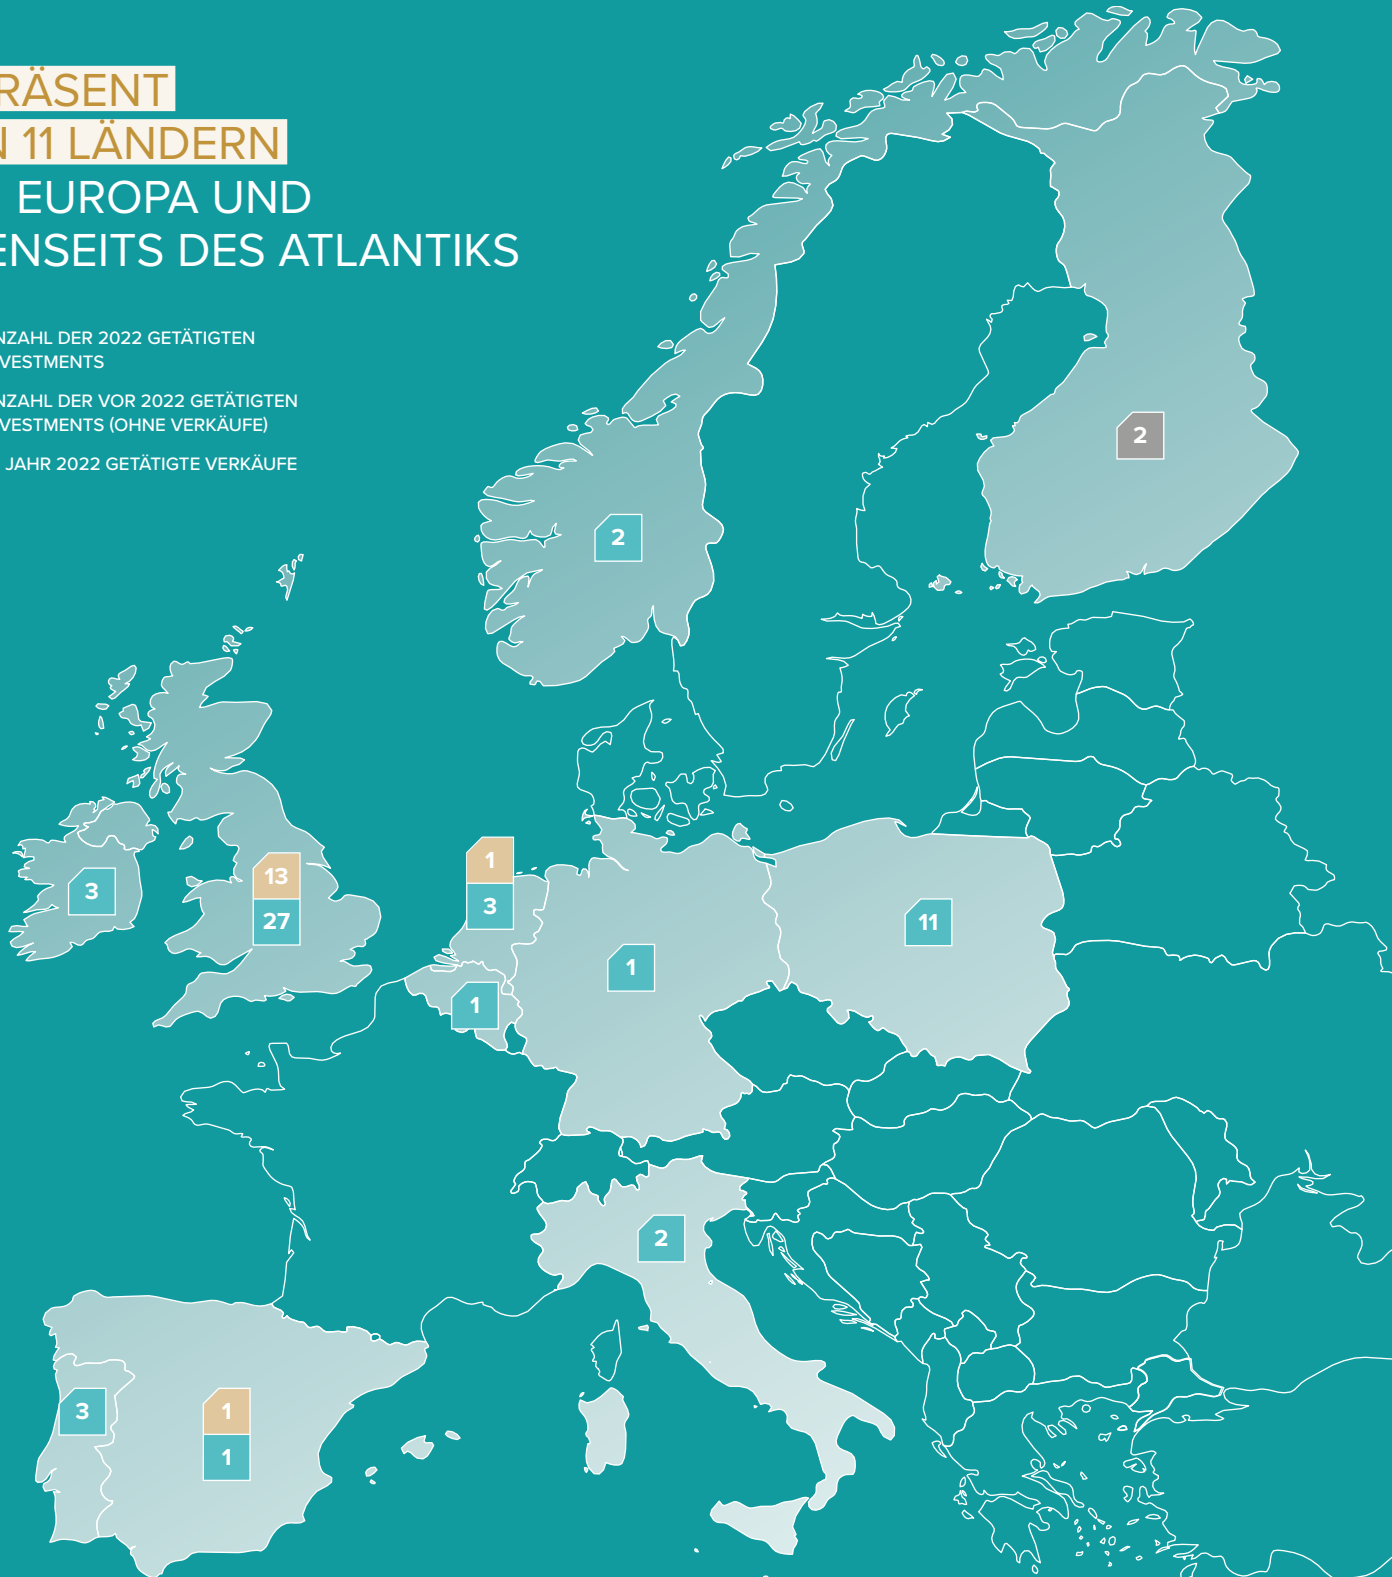 RÄSENT
N 11 LÄNDERN
EUROPA UND
ENSEITS DES ATLANTIKS
NZAHL DER 2022 GETÄTIGTEN
VESTMENTS
NZAHL DER VOR 2022 GETÄTIGTEN
VESTMENTS (OHNE VERKÄUFE)
JAHR 2022 GETÄTIGTE VERKÄUFE
2
2
1
3
13
27
3
11
1
1
2
3
1
1